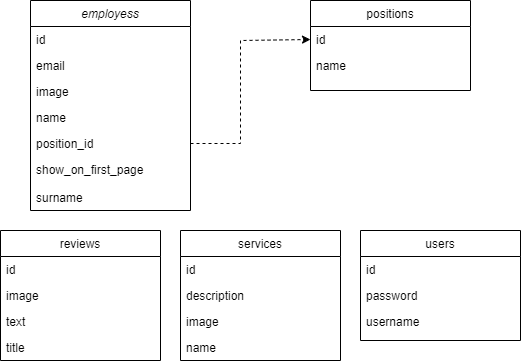 employess
id
email
image
name
position_id
show_on_first_page
surname
positions
id
name
reviews
id
image
text
title
services
id
description
image
name
users
id
password
username